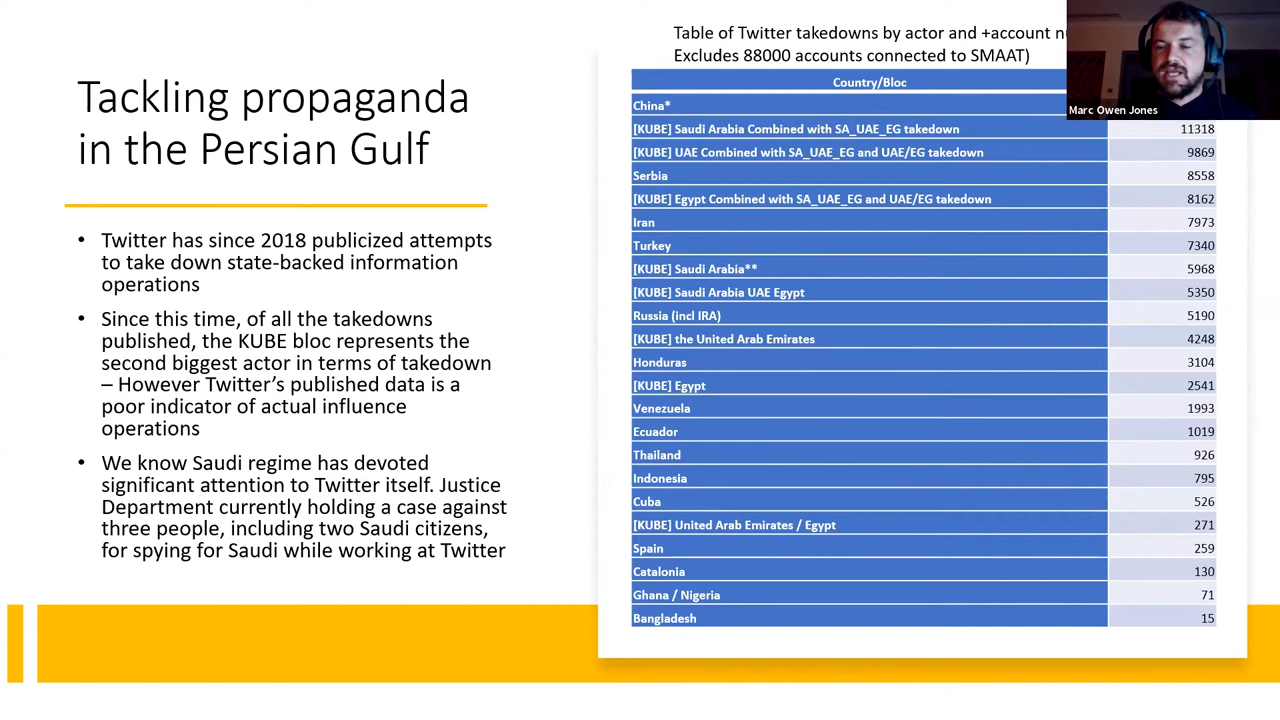 Tackling propaganda
in the Persian Gulf
• Twitter has since 2018 publicized attempts
to take down state-backed information
operations
• Since this time, of all the takedowns
published, the KUBE bloc represents the
second biggest actor in terms of takedown
– However Twitter’s published data is a
poor indicator of actual influence
operations
• We know Saudi regime has devoted
significant attention to Twitter itself. Justice
Department currently holding a case against
three people, including two Saudi citizens,
for spying for Saudi while working at Twitter
Table of Twitter takedowns by actor and +account
Excludes 88000 accounts connected to SMAAT)
Marc Owen Jones
Country/Bloc
China*
[KUBE] Saudi Arabia Combined with SA_UAE_EG takedown 11318
[KUBE] UAE Combined with SA_UAE_EG and UAE/EG takedown 9869
Serbia 8558
[KUBE] Egypt Combined with SA_UAE_EG and UAE/EG takedown 8162
Iran 7973
Turkey 7340
[KUBE] Saudi Arabia** 5968
[KUBE] Saudi Arabia UAE Egypt 5350
Russia (incl IRA) 5190
[KUBE] the United Arab Emirates 4248
Honduras 3104
[KUBE] Egypt 2541
Venezuela 1993
Ecuador 1019
Thailand 926
Indonesia 795
Cuba 526
[KUBE] United Arab Emirates / Egypt 271
Spain 259
Catalonia 130
Ghana / Nigeria 71
Bangladesh 15